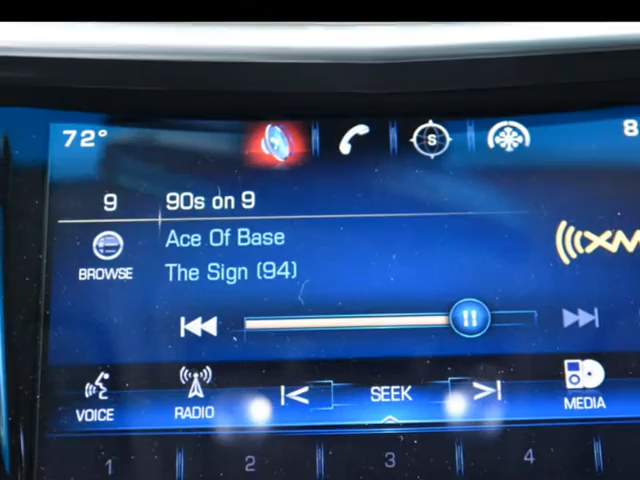 72°
S
8
9 90s on 9
Ace Of Base
The Sign (94)
BROWSE
XM
VOICE
RADIO
SEEK
MEDIA
1 2 3 4